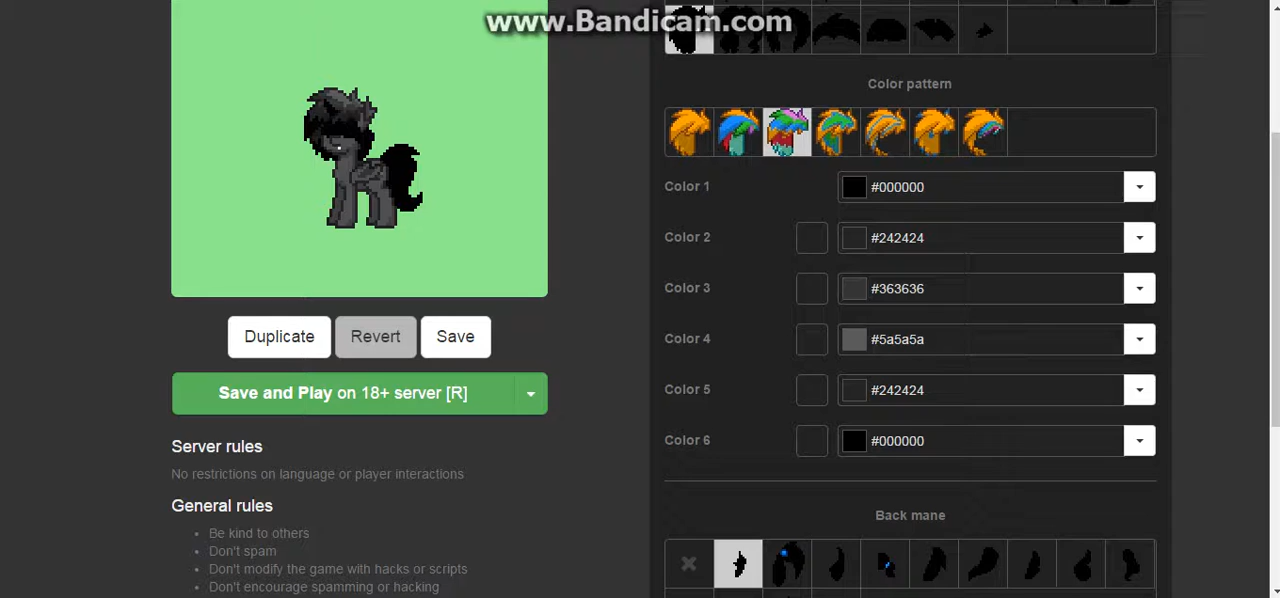 www.Bandicam.com
Color pattern
Color 1
#000000
Color 2
#242424
Color 3
#363636
Color 4
#5a5a5a
Color 5
#242424
Color 6
#000000
Back mane
Duplicate
Revert
Save
Save and Play on 18+ server [R]
Server rules
No restrictions on language or player interactions
General rules
Be kind to others
Don't spam
Don't modify the game with hacks or scripts
Don't encourage spamming or hacking